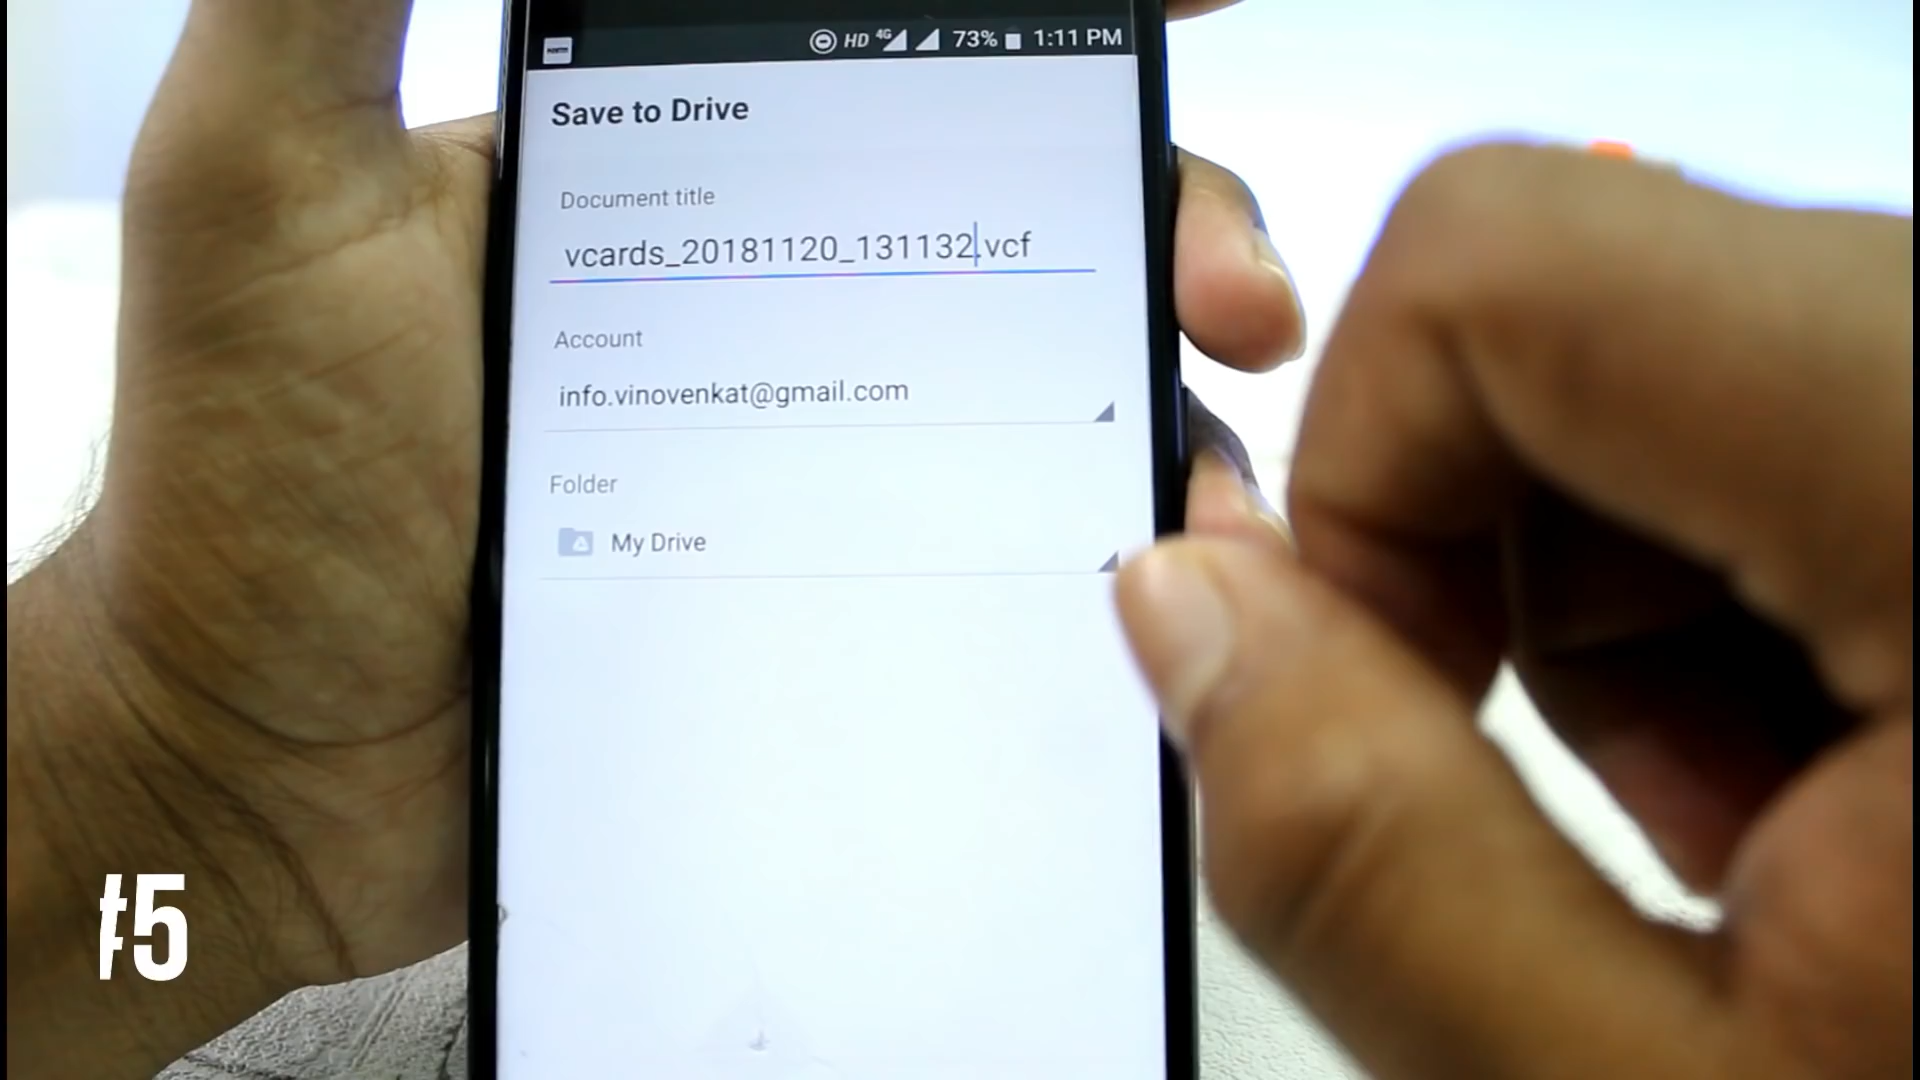 HD 4G 73% 1:11 PM
Save to Drive
Document title
vcards_20181120_131132.vcf
Account
info.vinovenkat@gmail.com
Folder
My Drive
#5